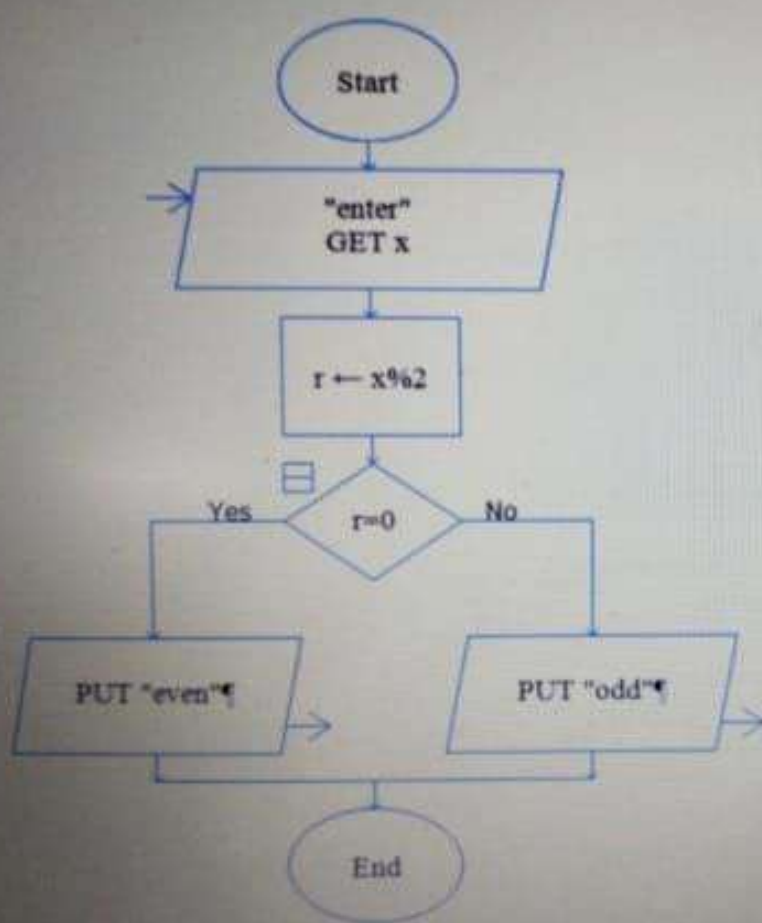 Start
"enter"
GET x
r ← x%2
Yes
r=0
No
PUT "even"¶
PUT "odd"¶
End